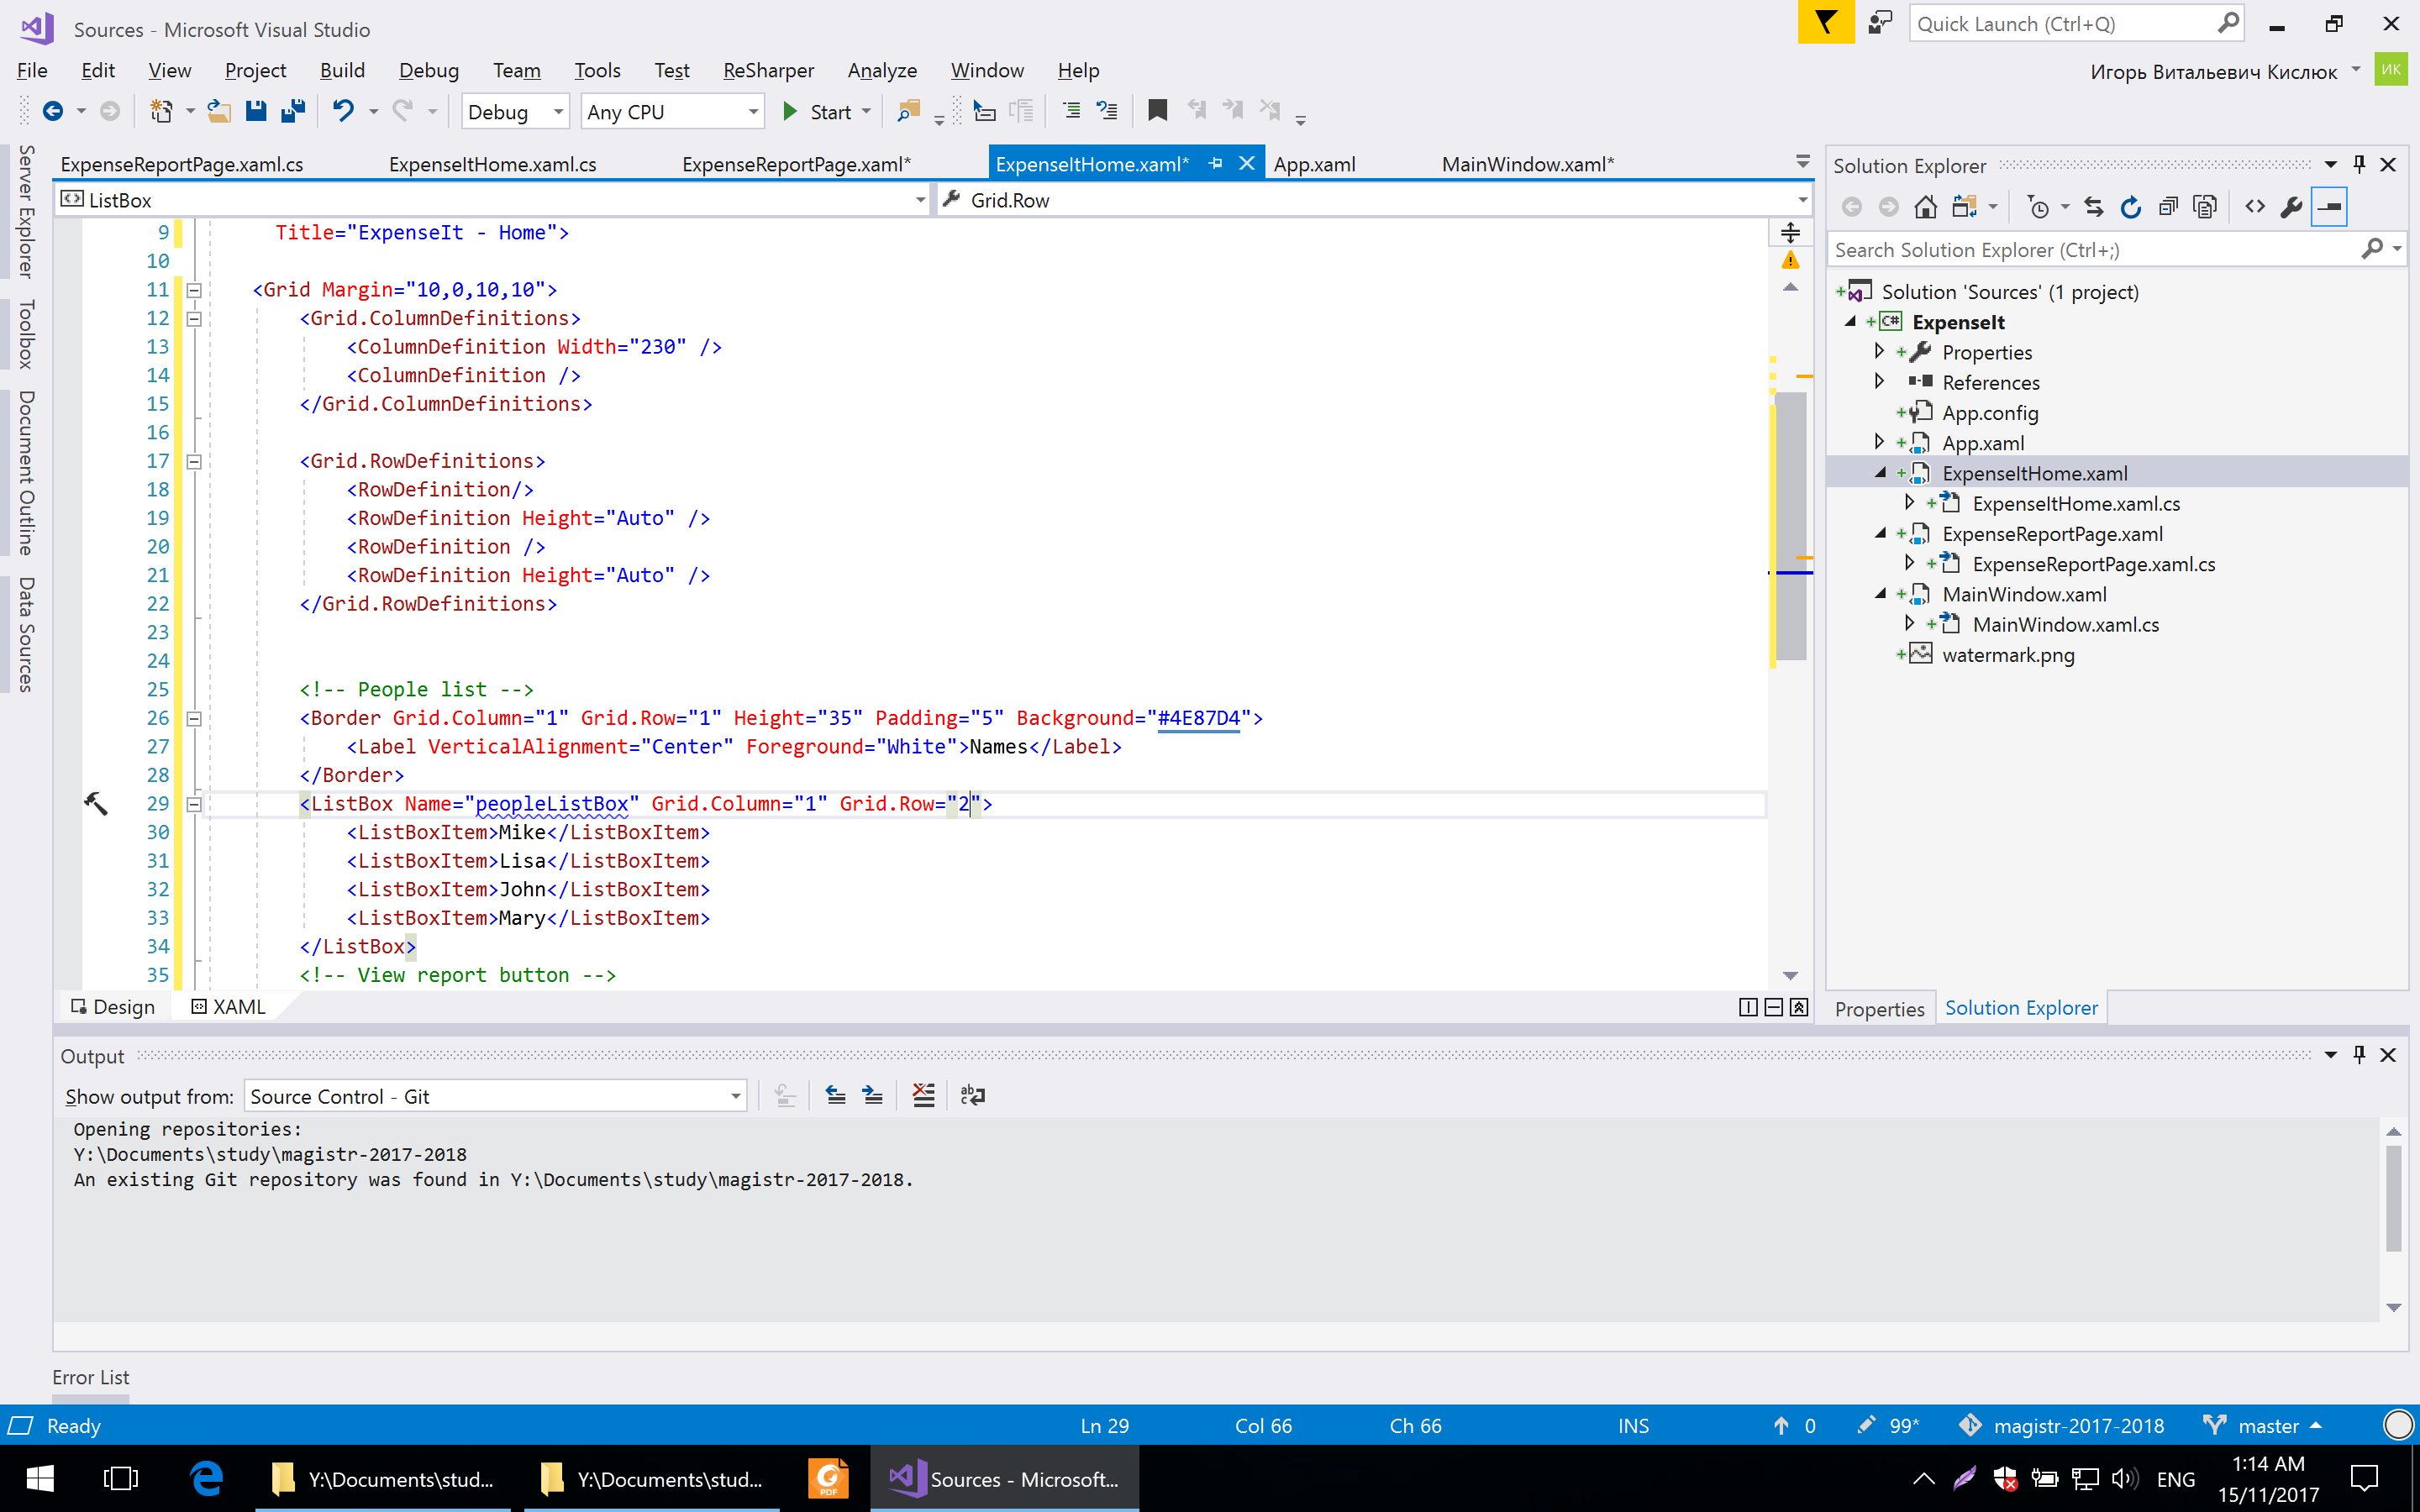 Sources - Microsoft Visual Studio
Quick Launch (Ctrl+Q)
File Edit View Project Build Debug Team Tools Test ReSharper Analyze Window Help
Игорь Витальевич Кислюк ИК
Debug Any CPU Start
Server Explorer
Toolbox
Document Outline
Data Sources
ExpenseReportPage.xaml.cs ExpenseItHome.xaml.cs ExpenseReportPage.xaml* ExpenseItHome.xaml* App.xaml MainWindow.xaml*
ListBox Grid.Row
9 Title="ExpenseIt - Home">
10
11 <Grid Margin="10,0,10,10">
12 <Grid.ColumnDefinitions>
13 <ColumnDefinition Width="230" />
14 <ColumnDefinition />
15 </Grid.ColumnDefinitions>
16
17 <Grid.RowDefinitions>
18 <RowDefinition/>
19 <RowDefinition Height="Auto" />
20 <RowDefinition />
21 <RowDefinition Height="Auto" />
22 </Grid.RowDefinitions>
23
24
25 <!-- People list -->
26 <Border Grid.Column="1" Grid.Row="1" Height="35" Padding="5" Background="#4E87D4">
27 <Label VerticalAlignment="Center" Foreground="White">Names</Label>
28 </Border>
29 <ListBox Name="peopleListBox" Grid.Column="1" Grid.Row="2">
30 <ListBoxItem>Mike</ListBoxItem>
31 <ListBoxItem>Lisa</ListBoxItem>
32 <ListBoxItem>John</ListBoxItem>
33 <ListBoxItem>Mary</ListBoxItem>
34 </ListBox>
35 <!-- View report button -->
Design XAML
Solution Explorer
Search Solution Explorer (Ctrl+;)
Solution 'Sources' (1 project)
C# ExpenseIt
Properties
References
App.config
App.xaml
ExpenseItHome.xaml
ExpenseItHome.xaml.cs
ExpenseReportPage.xaml
ExpenseReportPage.xaml.cs
MainWindow.xaml
MainWindow.xaml.cs
watermark.png
Properties Solution Explorer
Output
Show output from: Source Control - Git
Opening repositories:
Y:\Documents\study\magistr-2017-2018
An existing Git repository was found in Y:\Documents\study\magistr-2017-2018.
Error List
Ready Ln 29 Col 66 Ch 66 INS 0 99* magistr-2017-2018 master
Y:\Documents\stud... Y:\Documents\stud... PDF Sources - Microsoft... ENG 1:14 AM
15/11/2017